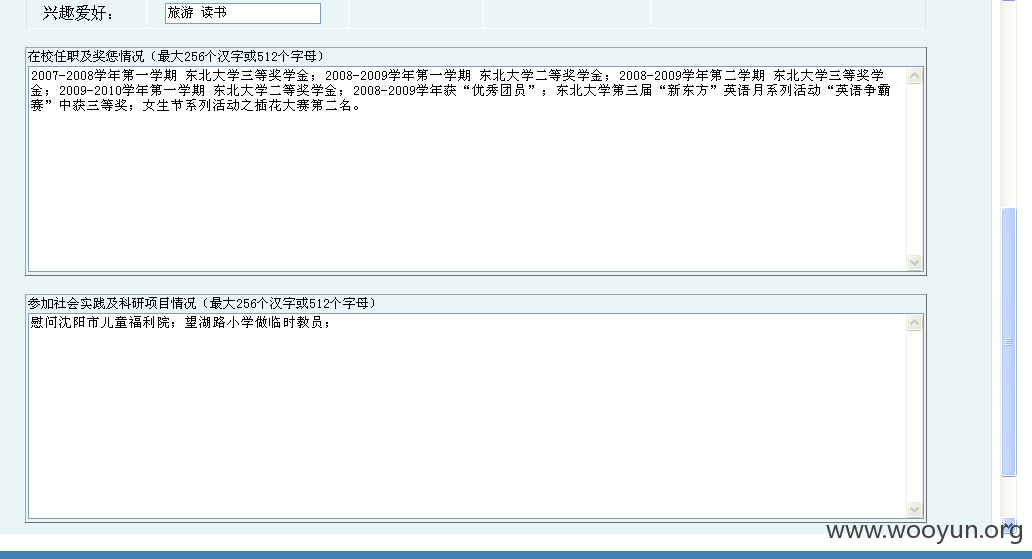 兴趣爱好: 旅游 读书
在校任职及奖惩情况（最大256个汉字或512个字母）
2007-2008学年第一学期 东北大学三等奖学金；2008-2009学年第一学期 东北大学二等奖学金；2008-2009学年第二学期 东北大学三等奖学
金；2009-2010学年第一学期 东北大学二等奖学金；2008-2009学年获“优秀团员”；东北大学第三届“新东方”英语月系列活动“英语争霸
赛”中获三等奖；女生节系列活动之插花大赛第二名。
参加社会实践及科研项目情况（最大256个汉字或512个字母）
慰问沈阳市儿童福利院；望湖路小学做临时教员；
www.wooyun.org